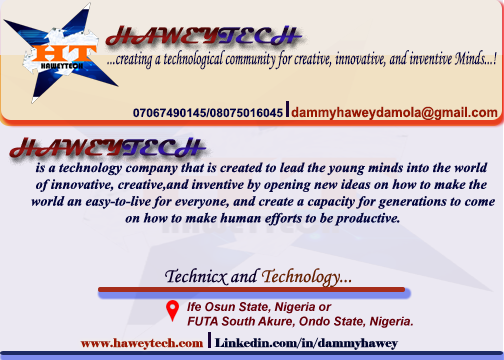 HT
HAWEYTECH
HAWEYTECH
...creating a technological community for creative, innovative, and inventive Minds...!
07067490145/08075016045 | dammyhaweydamola@gmail.com
HAWEYTECH
is a technology company that is created to lead the young minds into the world
of innovative, creative,and inventive by opening new ideas on how to make the
world an easy-to-live for everyone, and create a capacity for generations to come
on how to make human efforts to be productive.
HAWEYTECH
Technicx and Technology...
Ife Osun State, Nigeria or
FUTA South Akure, Ondo State, Nigeria.
www.haweytech.com | Linkedin.com/in/dammyhawey